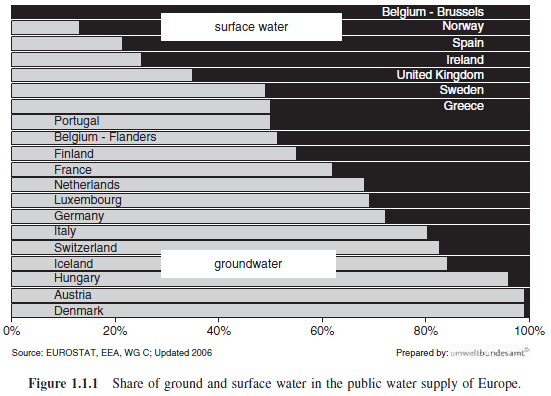 Belgium - Brussels
surface water
Norway
Spain
Ireland
United Kingdom
Sweden
Greece
Portugal
Belgium - Flanders
Finland
France
Netherlands
Luxembourg
Germany
Italy
Switzerland
Iceland
groundwater
Hungary
Austria
Denmark
0% 20% 40% 60% 80% 100%
Source: EUROSTAT, EEA, WG C; Updated 2006 Prepared by: umweltbundesamt®
Figure 1.1.1 Share of ground and surface water in the public water supply of Europe.